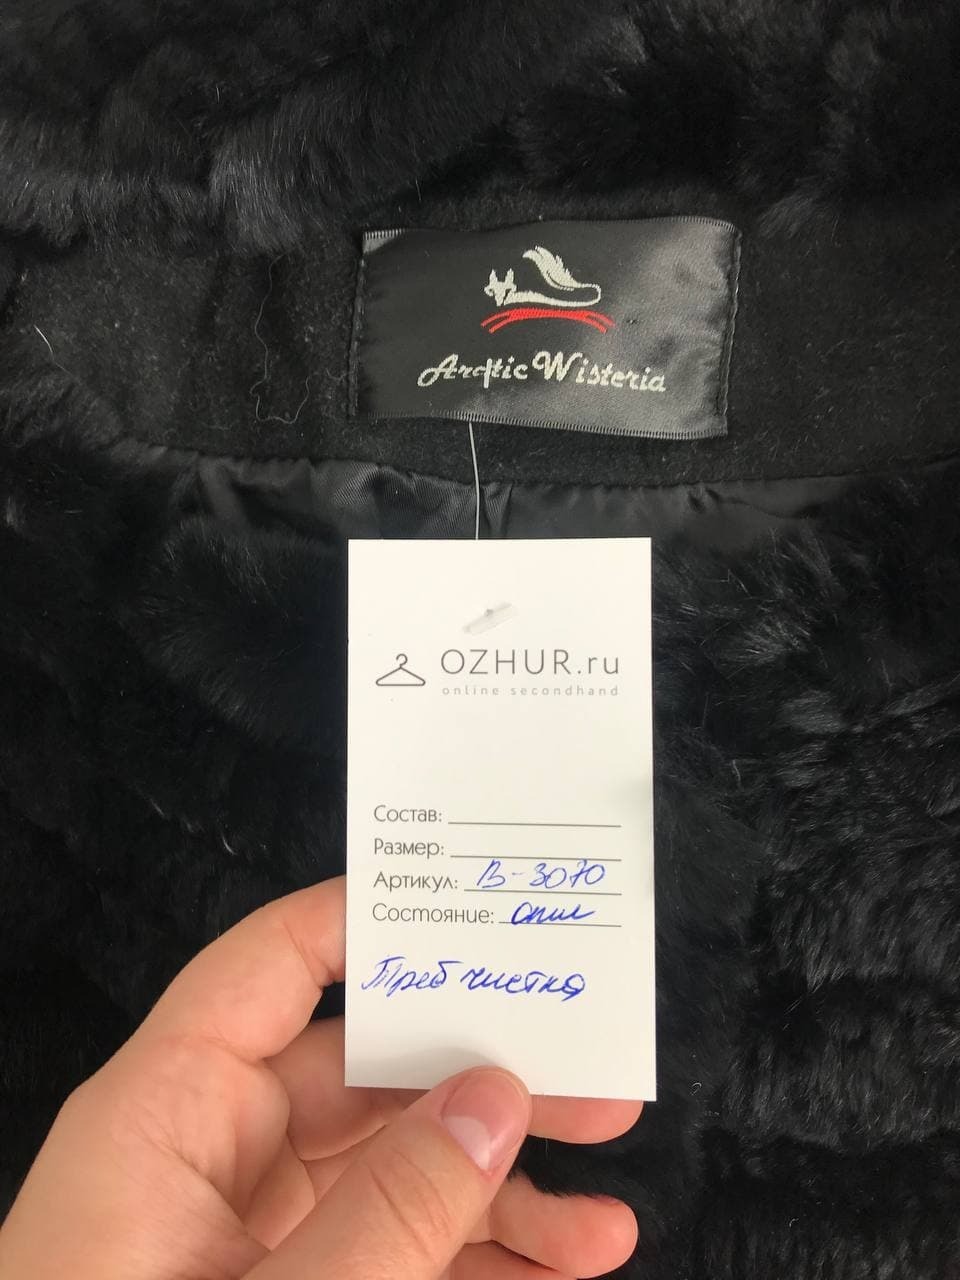 Arctic Wisteria
OZHUR.ru
online secondhand
Состав:
Размер:
Артикул: В-3070
Состояние: отл
Треб чистка